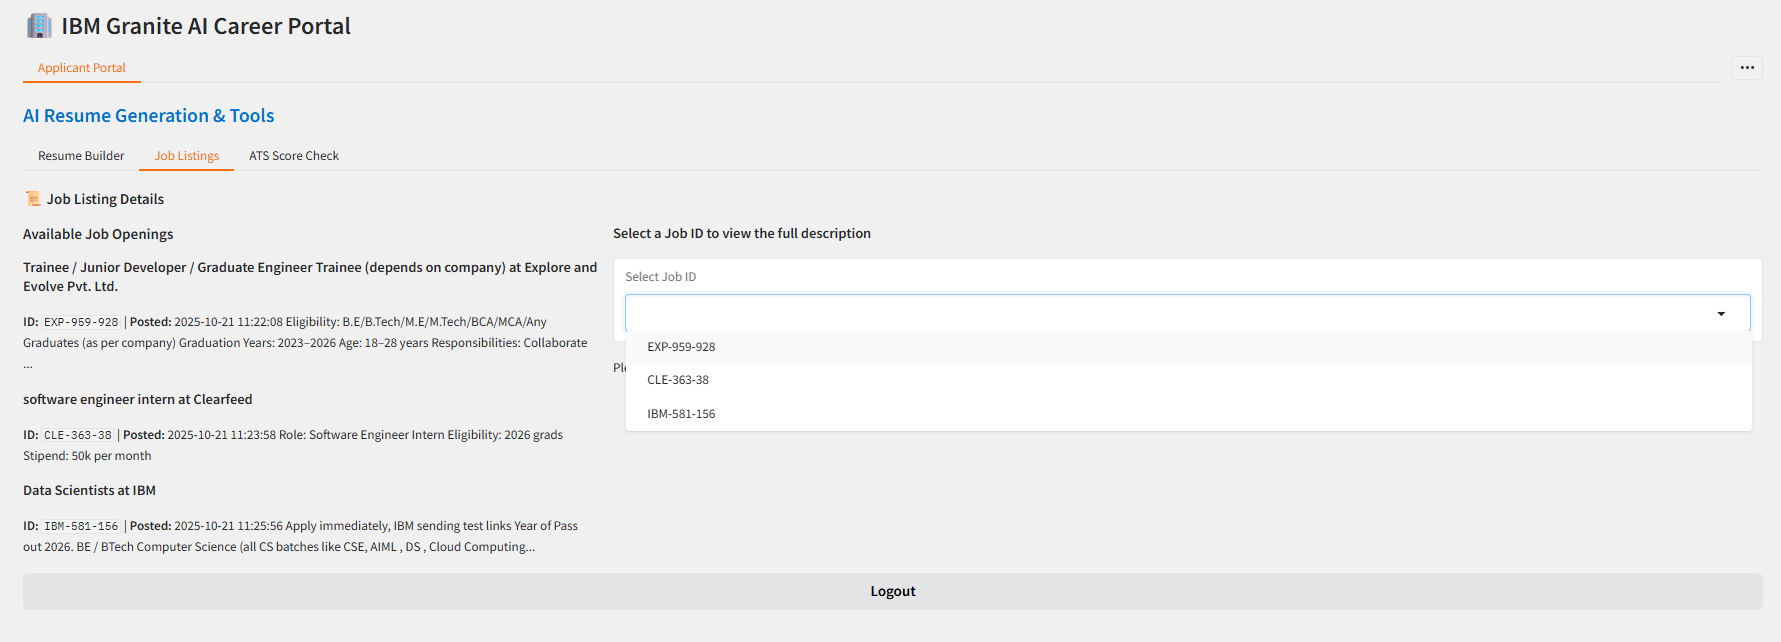 IBM Granite AI Career Portal
Applicant Portal
AI Resume Generation & Tools
Resume Builder
Job Listings
ATS Score Check
Job Listing Details
Available Job Openings
Trainee / Junior Developer / Graduate Engineer Trainee (depends on company) at Explore and
Evolve Pvt. Ltd.
ID: EXP-959-928 | Posted: 2025-10-21 11:22:08 Eligibility: B.E/B.Tech/M.E/M.Tech/BCA/MCA/Any
Graduates (as per company) Graduation Years: 2023–2026 Age: 18–28 years Responsibilities: Collaborate
...
software engineer intern at Clearfeed
ID: CLE-363-38 | Posted: 2025-10-21 11:23:58 Role: Software Engineer Intern Eligibility: 2026 grads
Stipend: 50k per month
Data Scientists at IBM
ID: IBM-581-156 | Posted: 2025-10-21 11:25:56 Apply immediately, IBM sending test links Year of Pass
out 2026. BE / BTech Computer Science (all CS batches like CSE, AIML , DS , Cloud Computing...
Select a Job ID to view the full description
Select Job ID
EXP-959-928
CLE-363-38
IBM-581-156
Logout